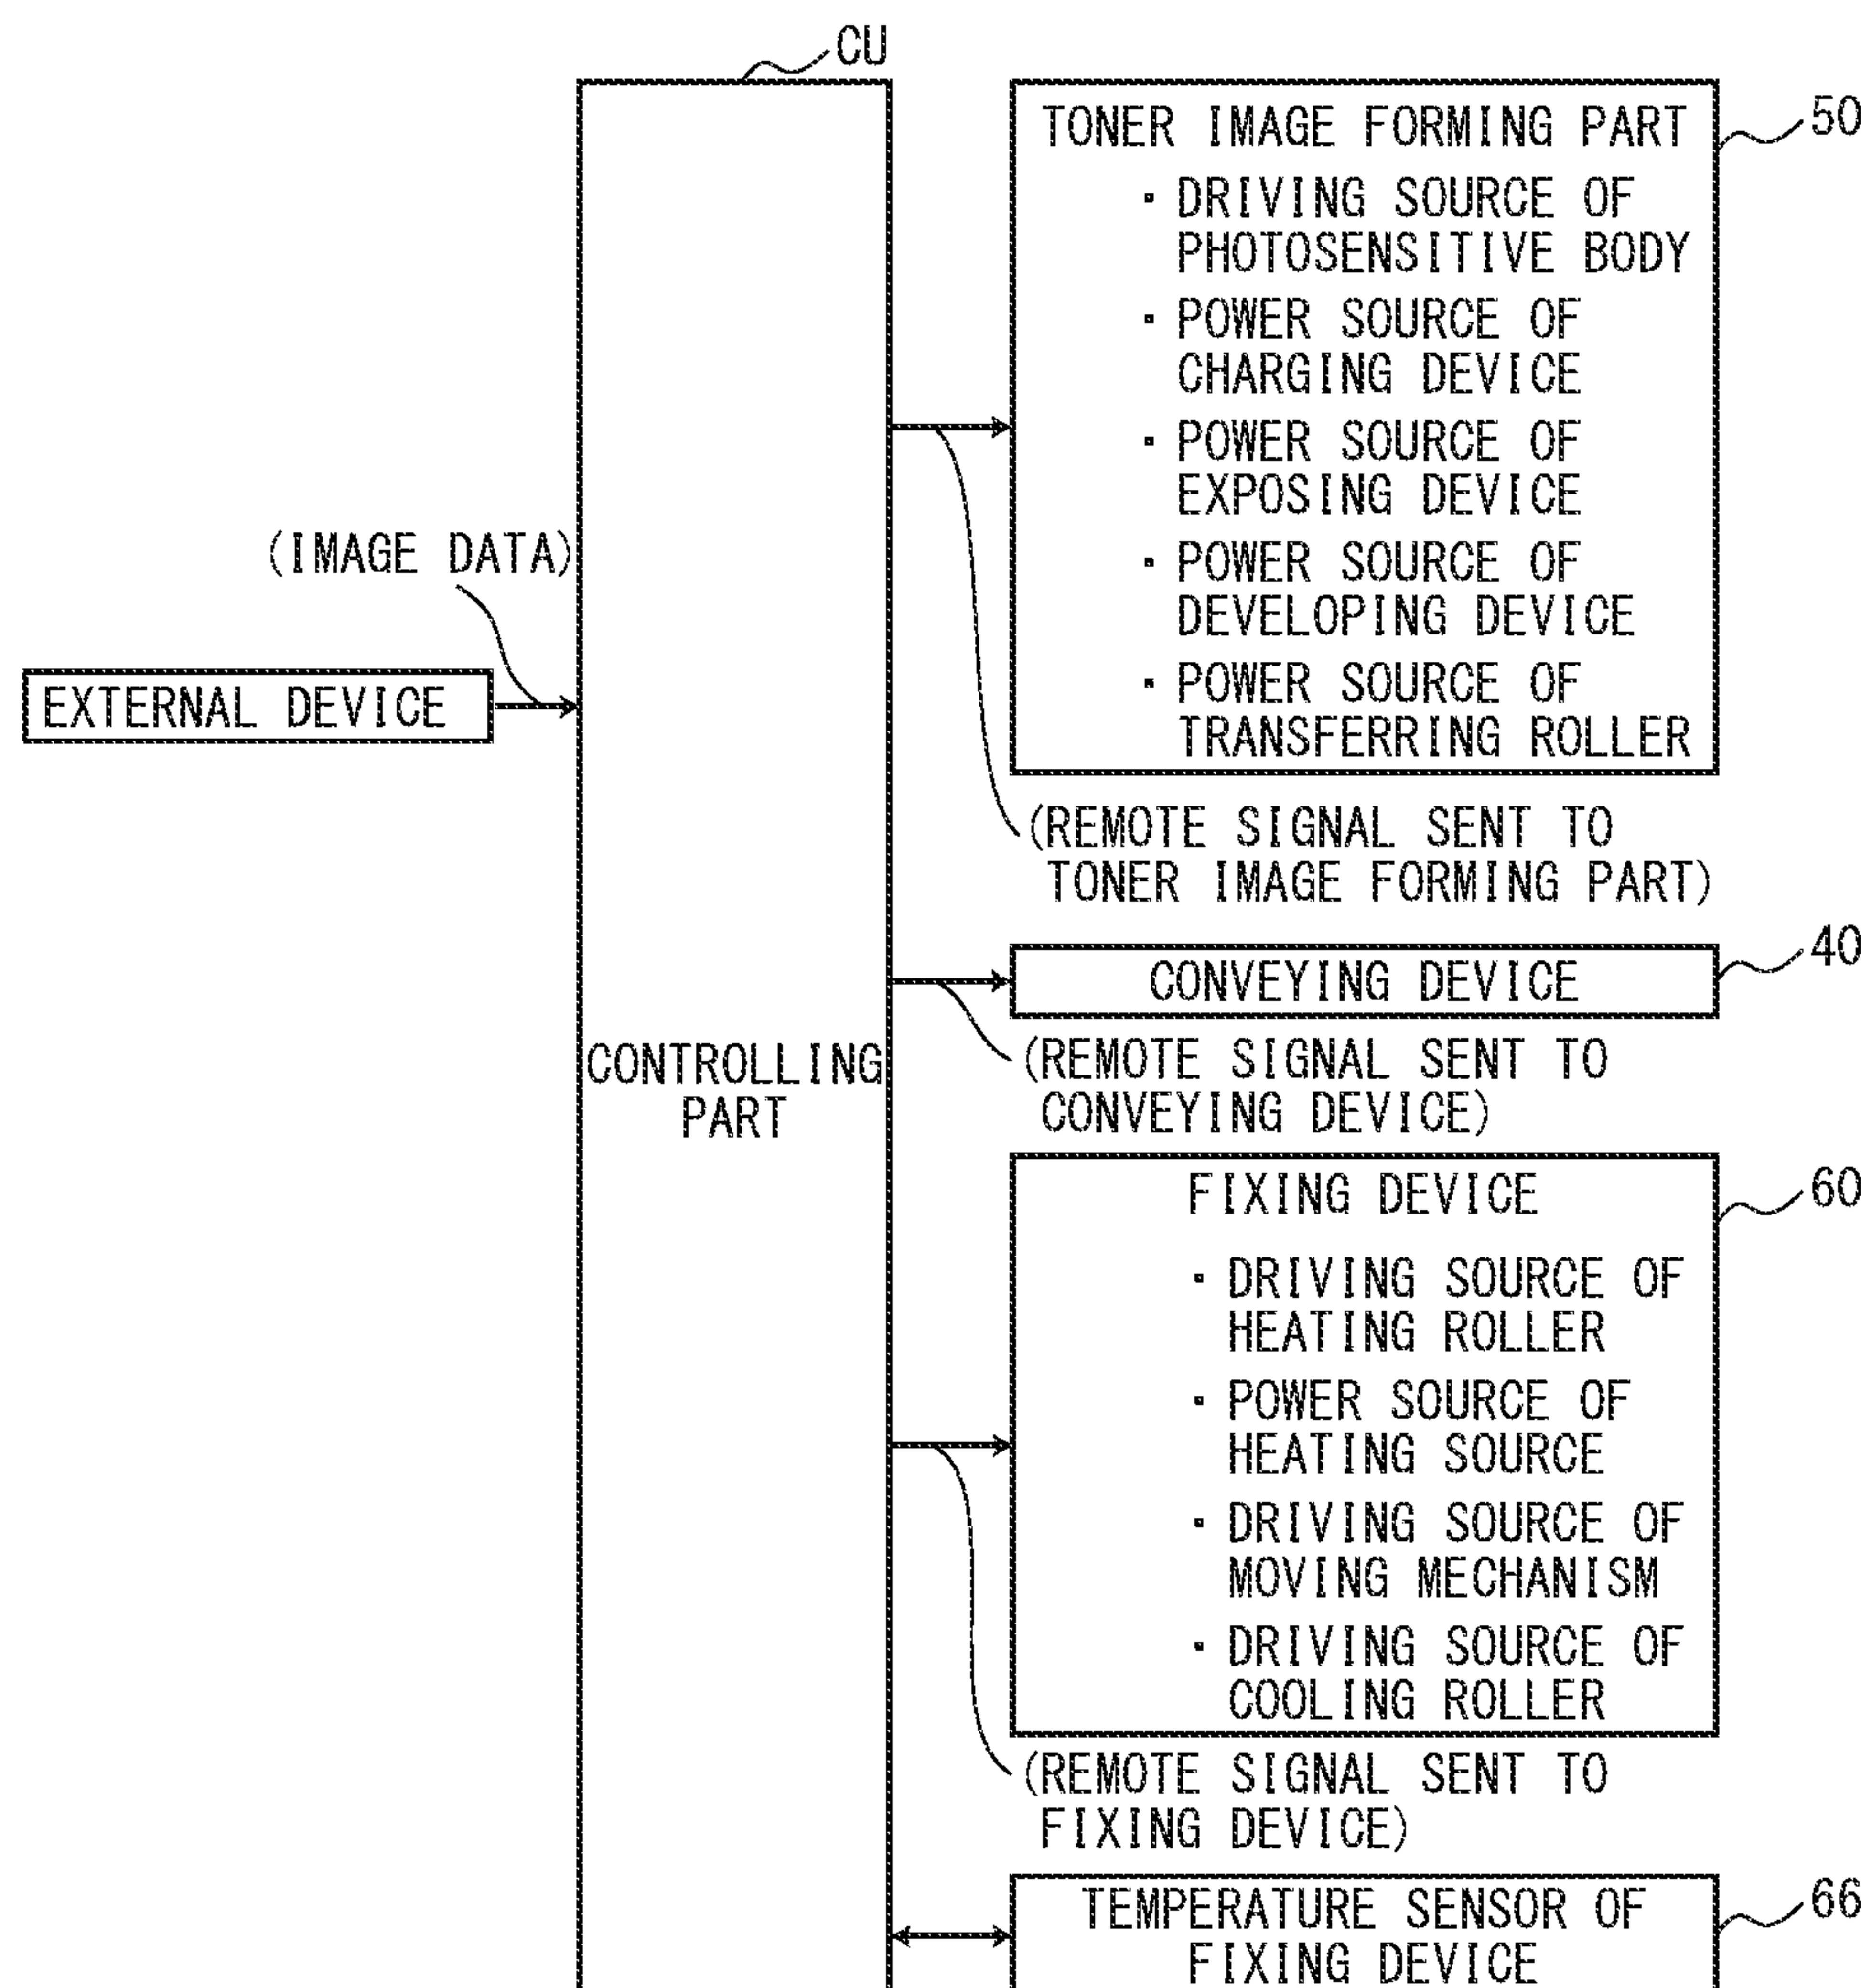 CU
TONER IMAGE FORMING PART
50
・DRIVING SOURCE OF
PHOTOSENSITIVE BODY
・POWER SOURCE OF
CHARGING DEVICE
・POWER SOURCE OF
EXPOSING DEVICE
・POWER SOURCE OF
DEVELOPING DEVICE
・POWER SOURCE OF
TRANSFERRING ROLLER
(IMAGE DATA)
EXTERNAL DEVICE
(REMOTE SIGNAL SENT TO
TONER IMAGE FORMING PART)
CONVEYING DEVICE
40
(REMOTE SIGNAL SENT TO
CONVEYING DEVICE)
CONTROLLING
PART
FIXING DEVICE
60
・DRIVING SOURCE OF
HEATING ROLLER
・POWER SOURCE OF
HEATING SOURCE
・DRIVING SOURCE OF
MOVING MECHANISM
・DRIVING SOURCE OF
COOLING ROLLER
(REMOTE SIGNAL SENT TO
FIXING DEVICE)
TEMPERATURE SENSOR OF
FIXING DEVICE
66